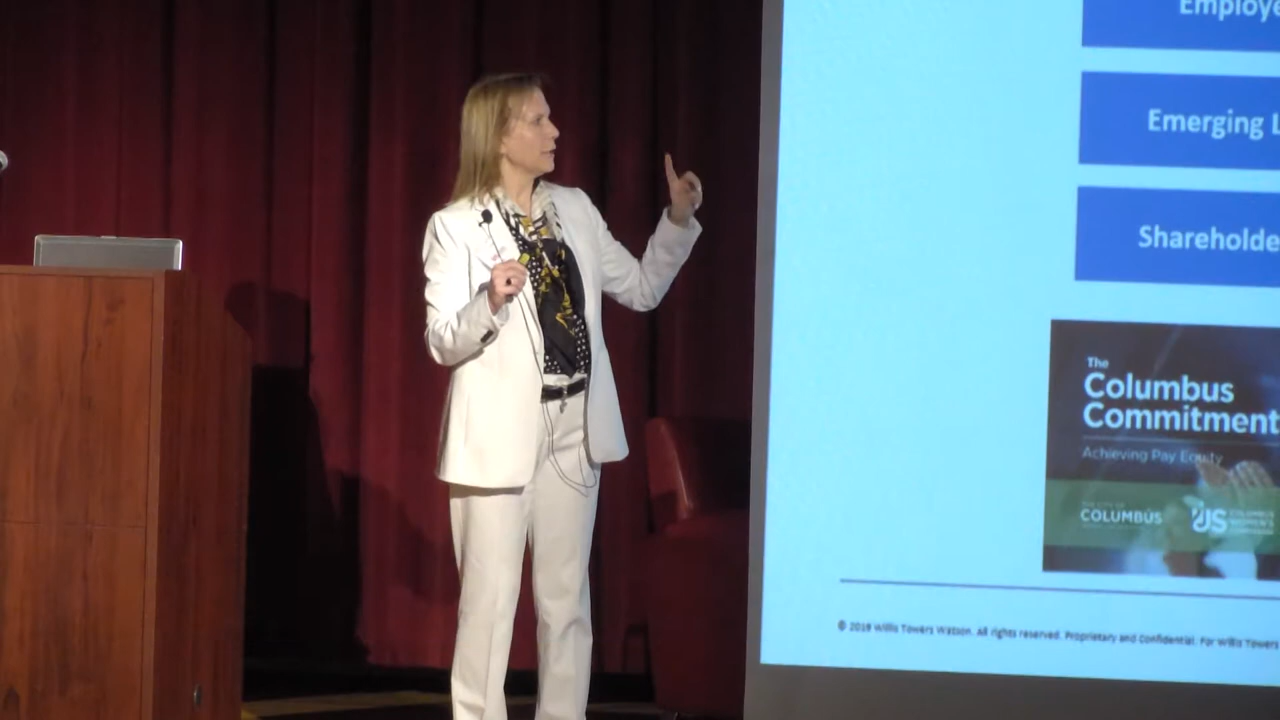 Employe
Emerging L
Shareholde
The
Columbus
Commitment
Achieving Pay Equity
COLUMBUS
© 2019 Willis Towers Watson. All rights reserved. Proprietary and Confidential. For Willis Towers